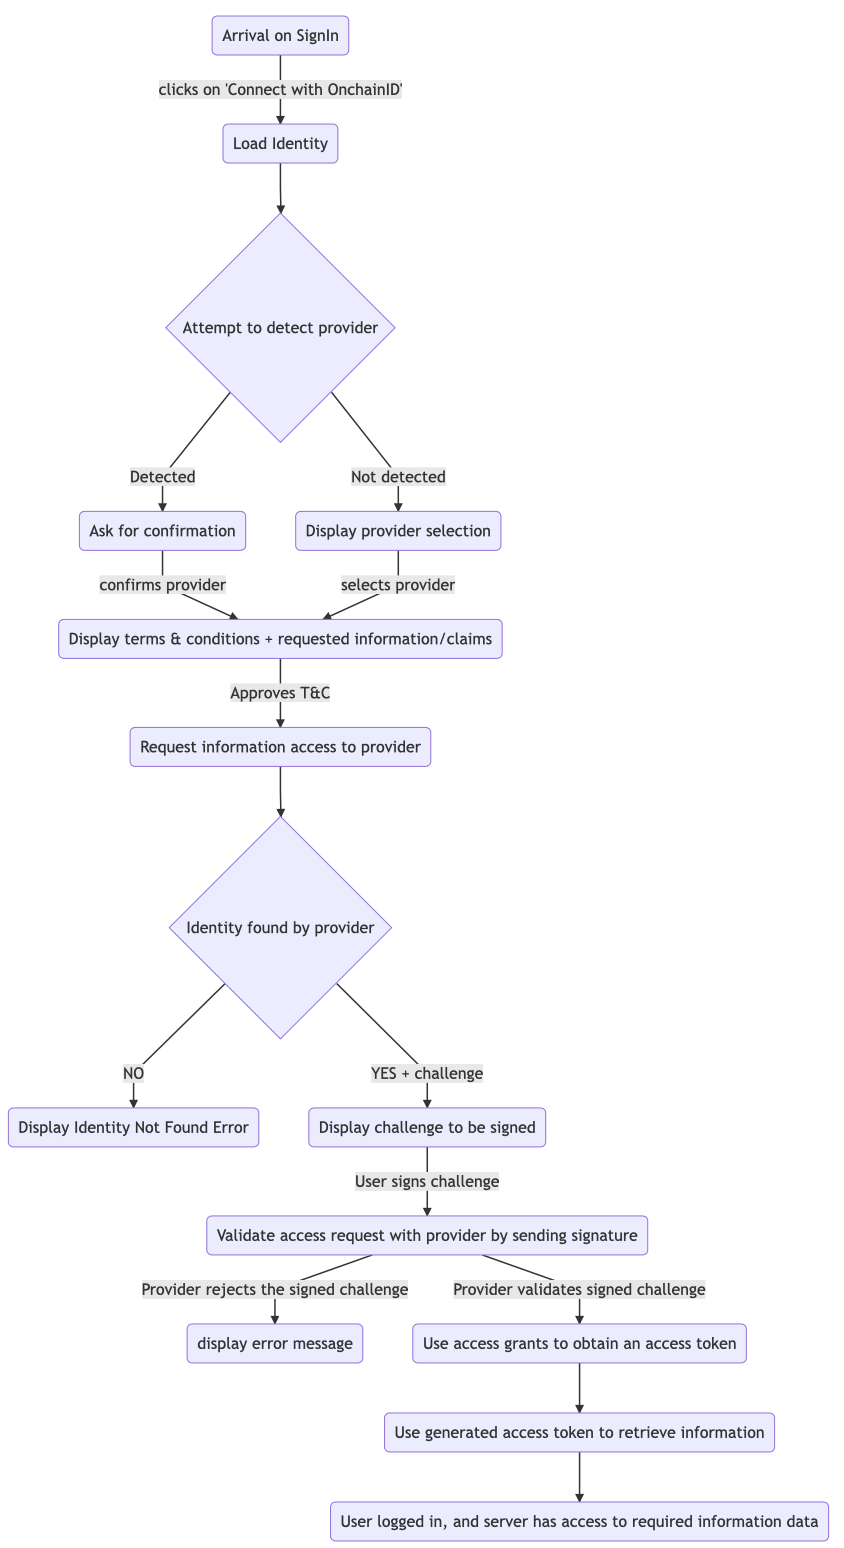 Arrival on SignIn
clicks on 'Connect with OnchainID'
Load Identity
Attempt to detect provider
Detected
Not detected
Ask for confirmation
Display provider selection
confirms provider
selects provider
Display terms & conditions + requested information/claims
Approves T&C
Request information access to provider
Identity found by provider
NO
YES + challenge
Display Identity Not Found Error
Display challenge to be signed
User signs challenge
Validate access request with provider by sending signature
Provider rejects the signed challenge
Provider validates signed challenge
display error message
Use access grants to obtain an access token
Use generated access token to retrieve information
User logged in, and server has access to required information data